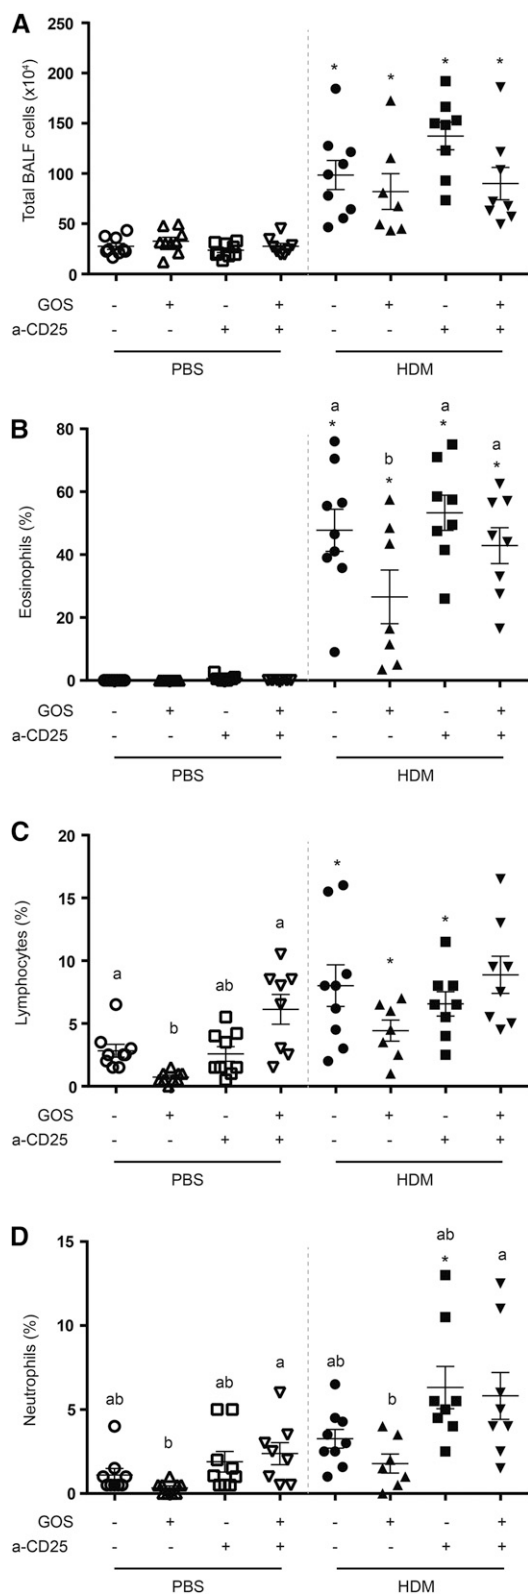 A
Total BALF cells (x10⁴)
250
200
150
100
50
0
* * * *
GOS - + - + - + - +
a-CD25 - - + + - - + +
PBS HDM
B
Eosinophils (%)
80
60
40
20
0
a b a a
* * * *
GOS - + - + - + - +
a-CD25 - - + + - - + +
PBS HDM
C
Lymphocytes (%)
20
15
10
5
0
a b ab a * * *
GOS - + - + - + - +
a-CD25 - - + + - - + +
PBS HDM
D
Neutrophils (%)
15
10
5
0
ab b ab a ab b ab a
*
GOS - + - + - + - +
a-CD25 - - + + - - + +
PBS HDM